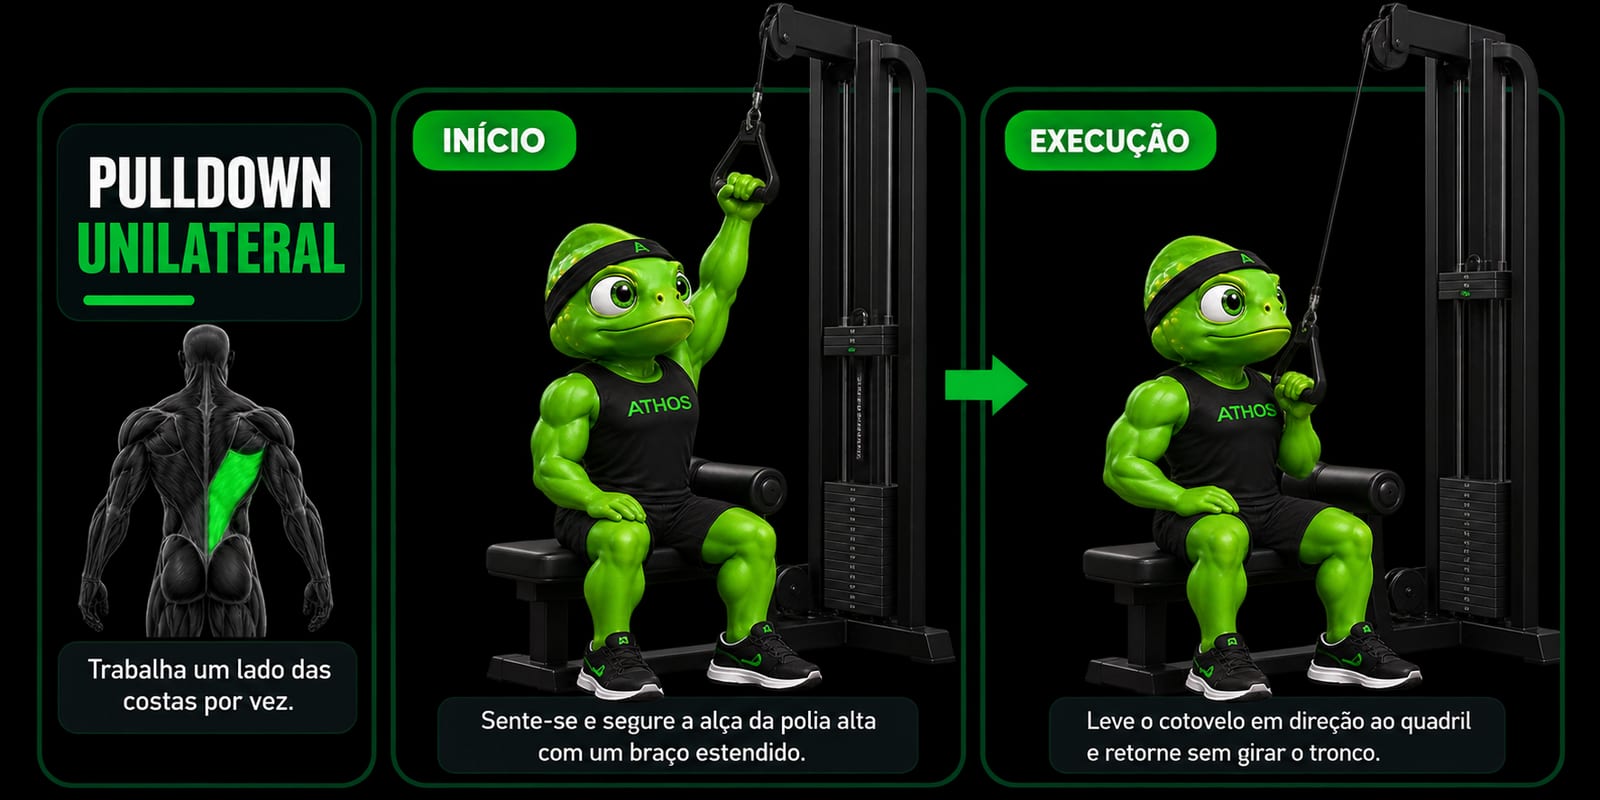 PULLDOWN
UNILATERAL
Trabalha um lado das
costas por vez.
INÍCIO
A
ATHOS
Sente-se e segure a alça da polia alta
com um braço estendido.
EXECUÇÃO
A
ATHOS
Leve o cotovelo em direção ao quadril
e retorne sem girar o tronco.